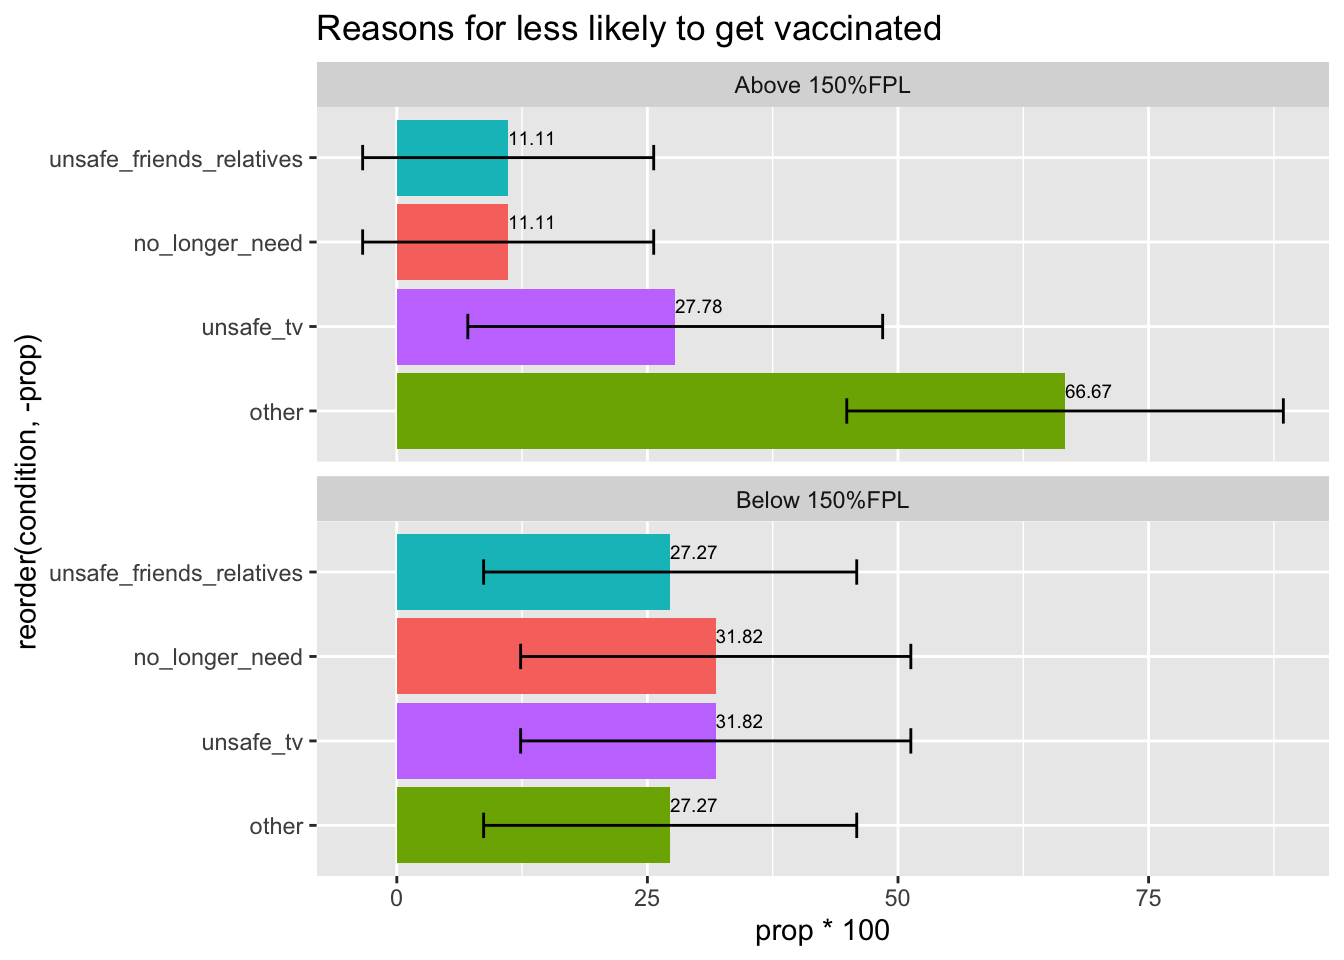 Reasons for less likely to get vaccinated
Above 150%FPL
unsafe_friends_relatives
11.11
no_longer_need
11.11
unsafe_tv
27.78
other
66.67
Below 150%FPL
unsafe_friends_relatives
27.27
no_longer_need
31.82
unsafe_tv
31.82
other
27.27
0 25 50 75
prop * 100
reorder(condition, -prop)